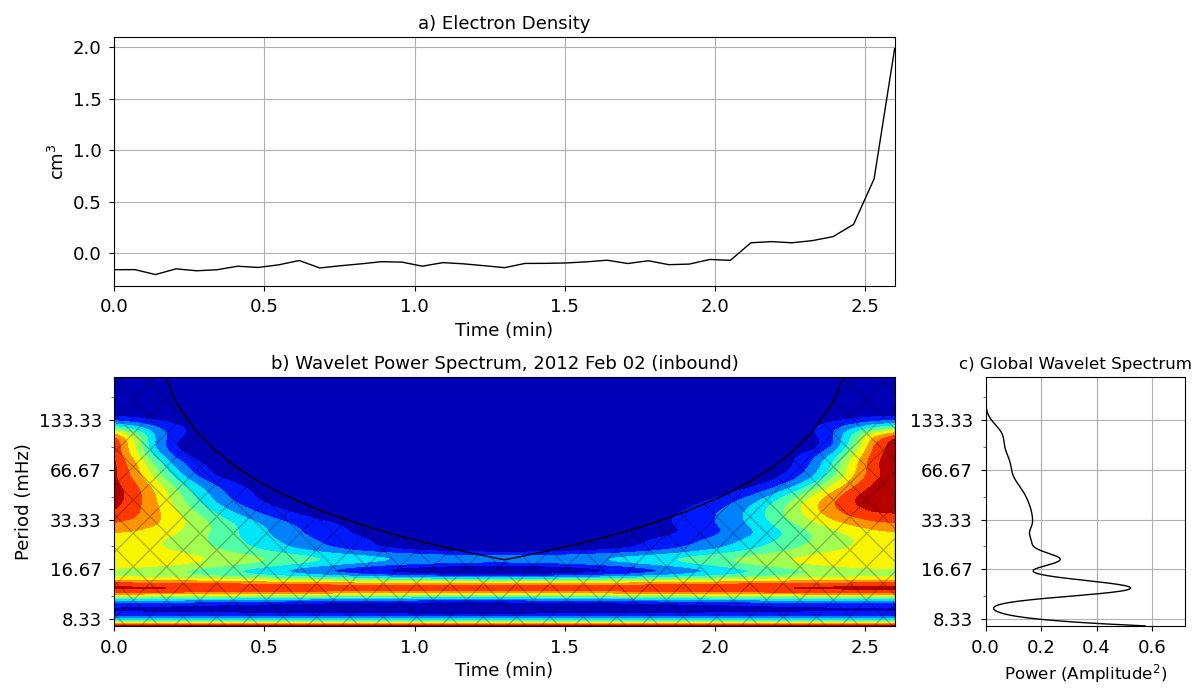 a) Electron Density
2.0
1.5
1.0
0.5
0.0
cm³
0.0 0.5 1.0 1.5 2.0 2.5
Time (min)
b) Wavelet Power Spectrum, 2012 Feb 02 (inbound)
133.33
66.67
33.33
16.67
8.33
Period (mHz)
0.0 0.5 1.0 1.5 2.0 2.5
Time (min)
c) Global Wavelet Spectrum
133.33
66.67
33.33
16.67
8.33
0.0 0.2 0.4 0.6
Power (Amplitude²)